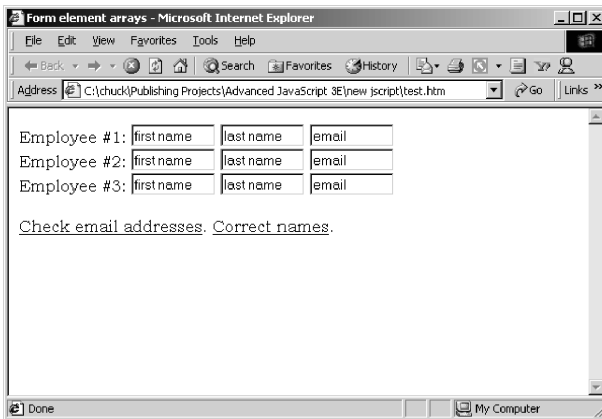 Form element arrays - Microsoft Internet Explorer
File Edit View Favorites Tools Help
Back Search Favorites History
Address C:\chuck\Publishing Projects\Advanced JavaScript 3E\new jscript\test.htm Go Links »
Employee #1: first name last name email
Employee #2: first name last name email
Employee #3: first name last name email
Check email addresses. Correct names.
Done My Computer